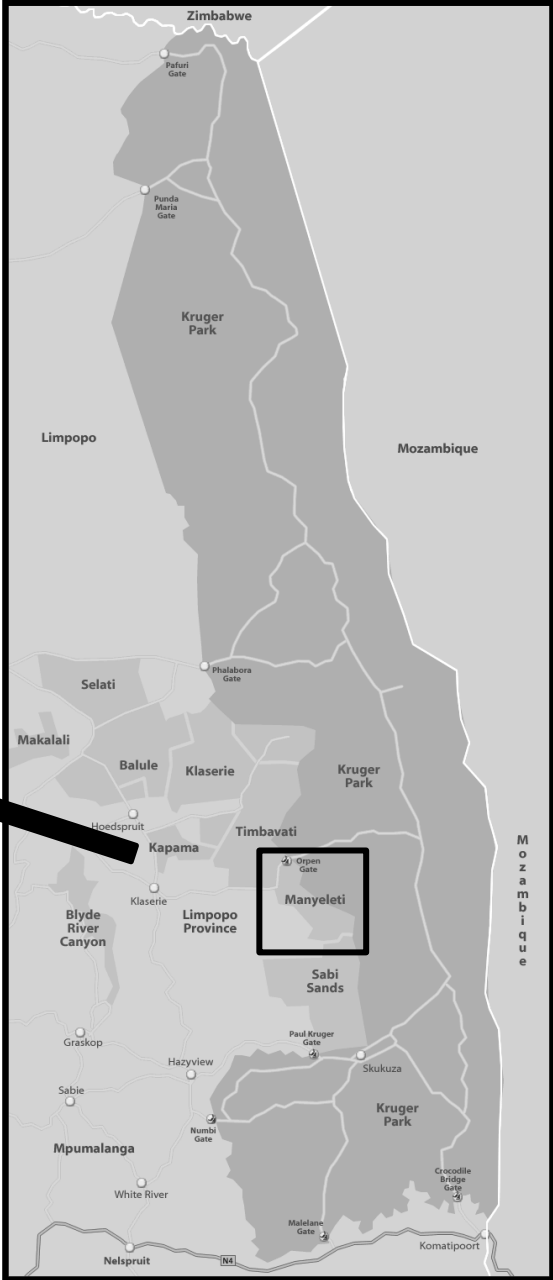 Zimbabwe
Pafuri
Gate
Punda
Maria
Gate
Kruger
Park
Limpopo
Mozambique
Phalabora
Gate
Selati
Makalali
Balule
Klaserie
Kruger
Park
Hoedspruit
Timbavati
Kapama
Orpen
Gate
Klaserie
Manyeleti
Blyde
River
Canyon
Limpopo
Province
Mozambique
Sabi
Sands
Graskop
Paul Kruger
Gate
Hazyview
Skukuza
Sabie
Kruger
Park
Numbi
Gate
Mpumalanga
Crocodile
Bridge
Gate
White River
Malelane
Gate
Komatipoort
Nelspruit
N4